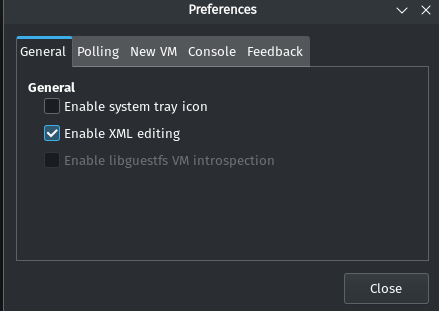 Preferences
General Polling New VM Console Feedback
General
Enable system tray icon
Enable XML editing
Enable libguestfs VM introspection
Close